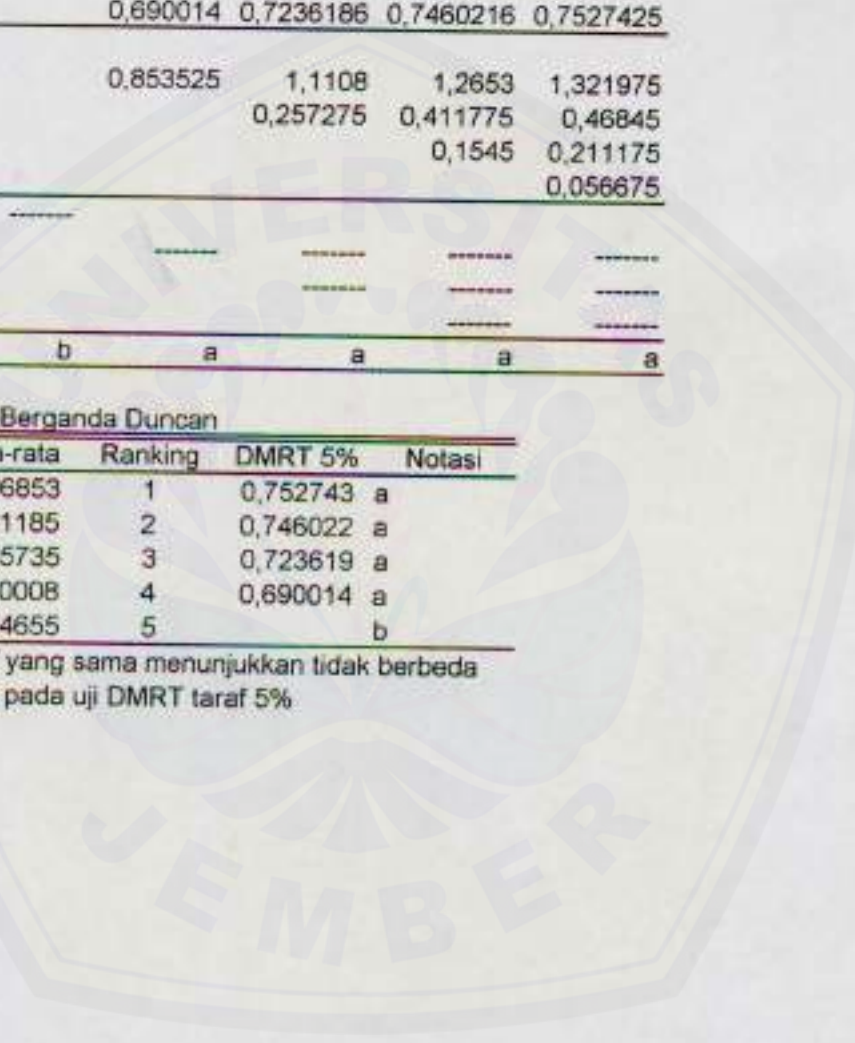 0,690014 0,7236186 0,7460216 0,7527425
0,853525 1,1108 1,2653 1,321975
0,257275 0,411775 0,46845
0,1545 0,211175
0,056675
-------
------- ------- ------- -------
------- ------- -------
------- -------
b a a a a
Berganda Duncan
-rata Ranking DMRT 5% Notasi
6853 1 0,752743 a
1185 2 0,746022 a
5735 3 0,723619 a
0008 4 0,690014 a
4655 5 b
yang sama menunjukkan tidak berbeda
pada uji DMRT taraf 5%
UNIVERSITAS
JEMBER